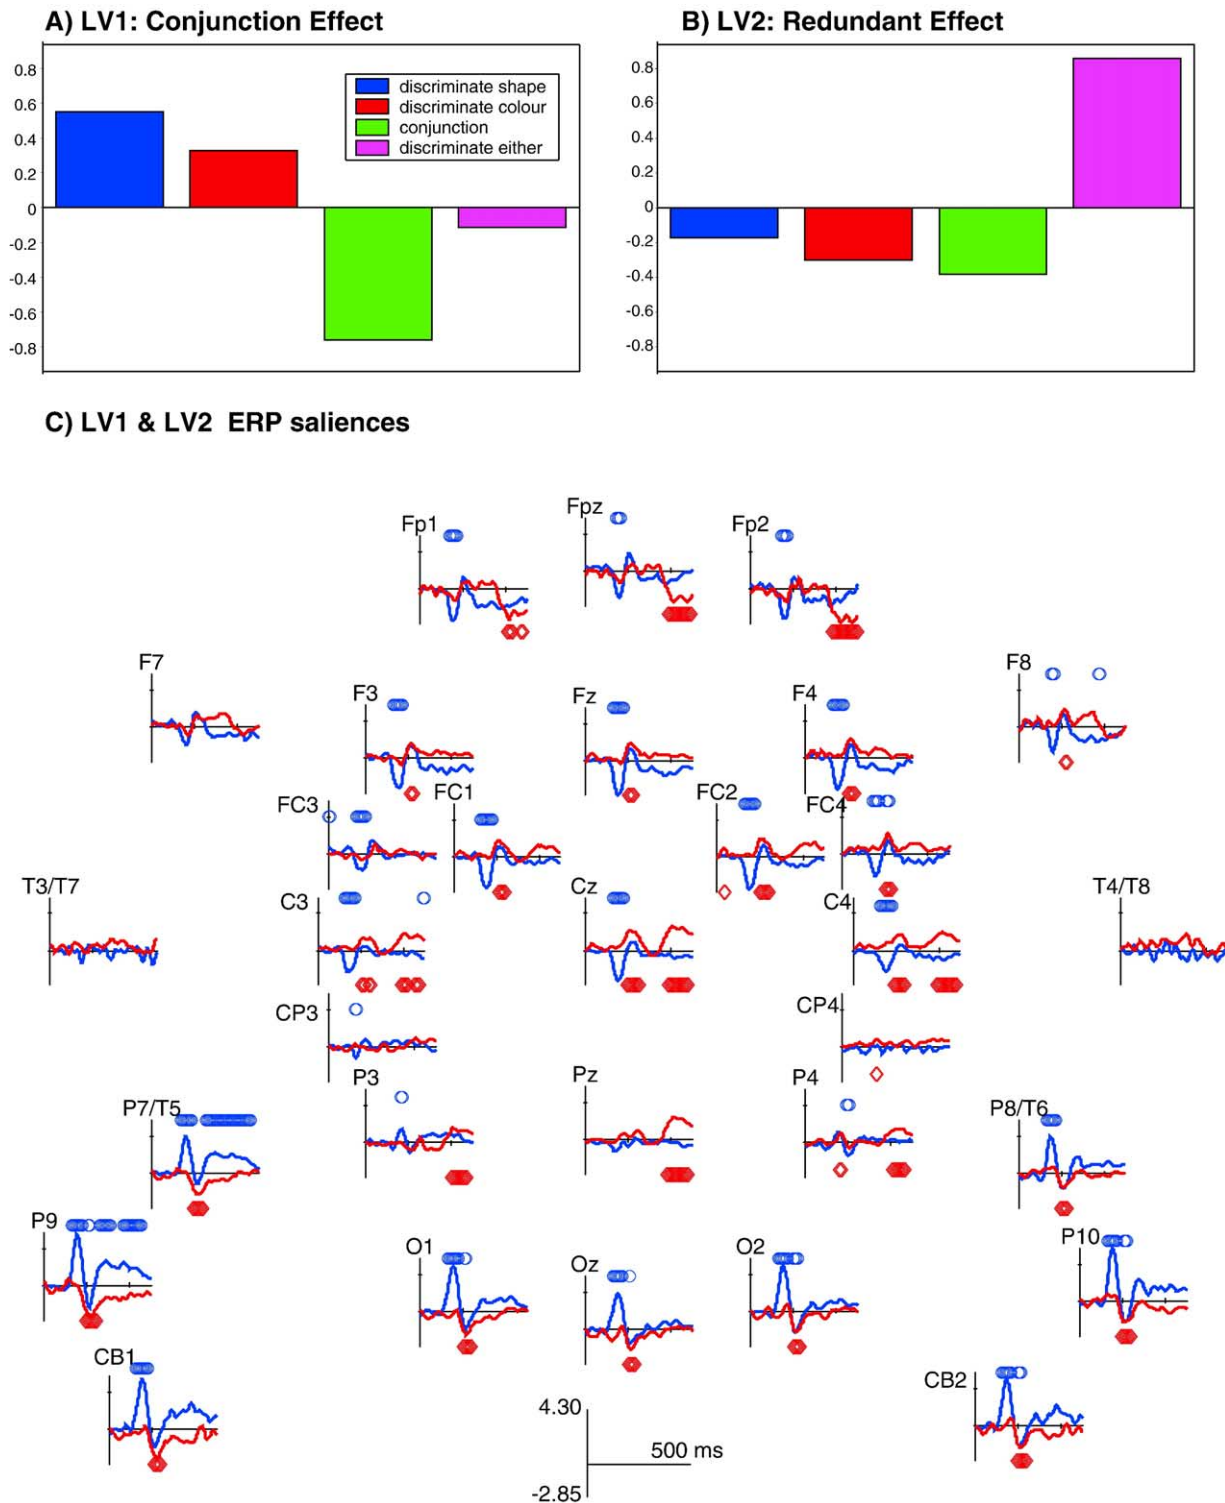 A) LV1: Conjunction Effect
B) LV2: Redundant Effect
0.8
0.6
0.4
0.2
0
-0.2
-0.4
-0.6
-0.8
discriminate shape
discriminate colour
conjunction
discriminate either
0.8
0.6
0.4
0.2
0
-0.2
-0.4
-0.6
-0.8
C) LV1 & LV2 ERP saliences
Fp1
Fpz
Fp2
F7
F3
Fz
F4
F8
FC3
FC1
FC2
FC4
T3/T7
C3
Cz
C4
T4/T8
CP3
CP4
P7/T5
P3
Pz
P4
P8/T6
P9
O1
Oz
O2
P10
CB1
CB2
4.30
500 ms
-2.85